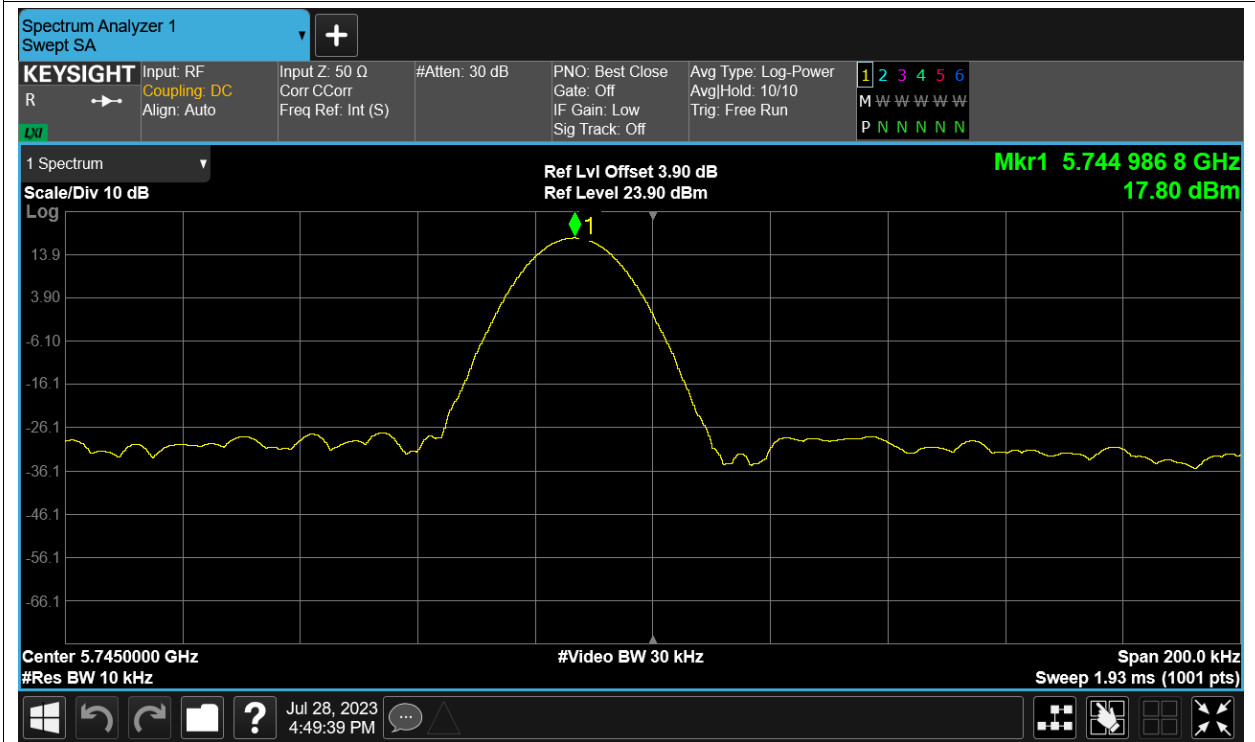 Spectrum Analyzer 1
Swept SA
+
KEYSIGHT
R
LXI
Input: RF
Coupling: DC
Align: Auto
Input Z: 50 Ω
Corr CCorr
Freq Ref: Int (S)
#Atten: 30 dB
PNO: Best Close
Gate: Off
IF Gain: Low
Sig Track: Off
Avg Type: Log-Power
Avg|Hold: 10/10
Trig: Free Run
1 2 3 4 5 6
M W W W W W
P N N N N N
1 Spectrum
Scale/Div 10 dB
Log
Ref Lvl Offset 3.90 dB
Ref Level 23.90 dBm
Mkr1 5.744 986 8 GHz
17.80 dBm
1
13.9
3.90
-6.10
-16.1
-26.1
-36.1
-46.1
-56.1
-66.1
Center 5.7450000 GHz
#Res BW 10 kHz
#Video BW 30 kHz
Span 200.0 kHz
Sweep 1.93 ms (1001 pts)
?
Jul 28, 2023
4:49:39 PM